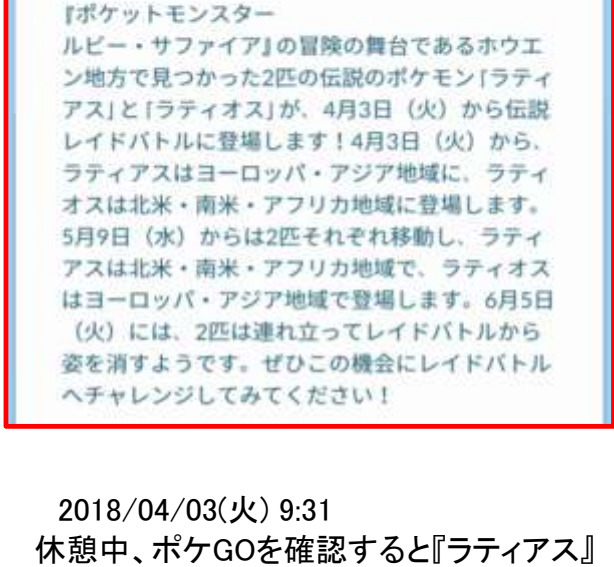 『ポケットモンスター
ルビー・サファイア』の冒険の舞台であるホウエ
ン地方で見つかった2匹の伝説のポケモン「ラティ
アス」と「ラティオス」が、4月3日（火）から伝説
レイドバトルに登場します！4月3日（火）から、
ラティアスはヨーロッパ・アジア地域に、ラティ
オスは北米・南米・アフリカ地域に登場します。
5月9日（水）からは2匹それぞれ移動し、ラティ
アスは北米・南米・アフリカ地域で、ラティオス
はヨーロッパ・アジア地域で登場します。6月5日
（火）には、2匹は連れ立ってレイドバトルから
姿を消すようです。ぜひこの機会にレイドバトル
へチャレンジしてみてください！
2018/04/03(火) 9:31
休憩中、ポケGOを確認すると『ラティアス』